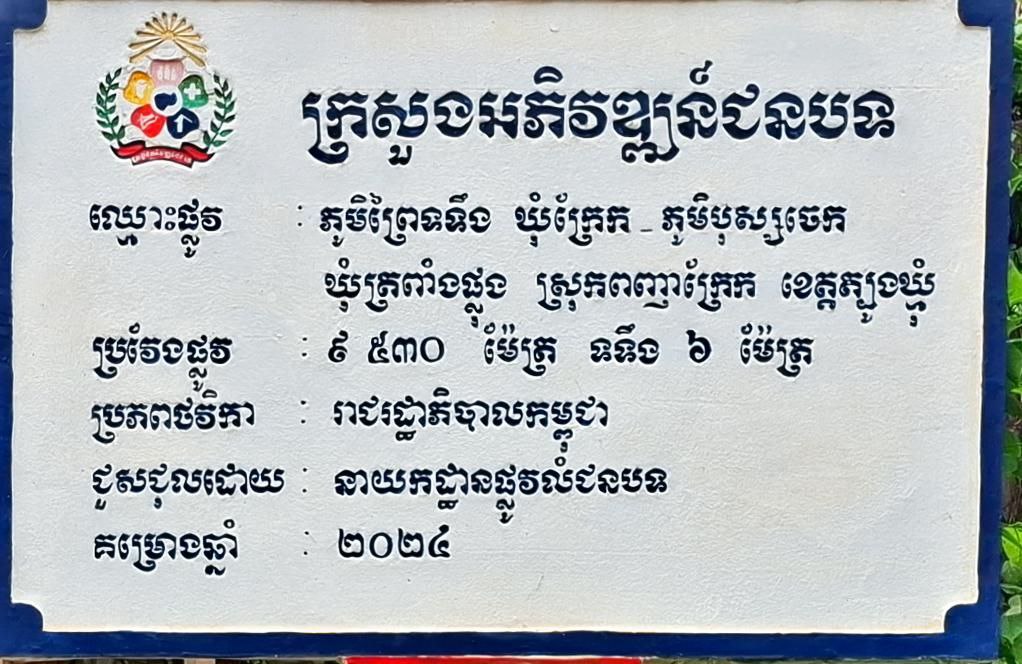 ក្រសួងអភិវឌ្ឍន៍ជនបទ
ឈ្មោះផ្លូវ : ភូមិព្រៃទទឹង ឃុំក្រែក - ភូមិបុស្សចេក
ឃុំត្រពាំងផ្លុង ស្រុកពញាក្រែក ខេត្តត្បូងឃ្មុំ
ប្រវែងផ្លូវ : ៩ ៥៣០ ម៉ែត្រ ទទឹង ៦ ម៉ែត្រ
ប្រភពថវិកា : រាជរដ្ឋាភិបាលកម្ពុជា
ជួសជុលដោយ : នាយកដ្ឋានផ្លូវលំជនបទ
គម្រោងឆ្នាំ : ២០២៤